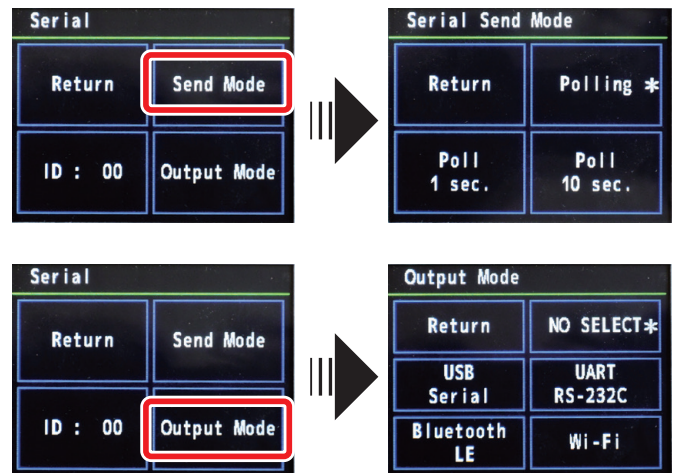 Serial
Return
Send Mode
ID : 00
Output Mode
Serial Send Mode
Return
Polling *
Poll
1 sec.
Poll
10 sec.
Serial
Return
Send Mode
ID : 00
Output Mode
Output Mode
Return
NO SELECT*
USB
Serial
UART
RS-232C
Bluetooth
LE
Wi-Fi